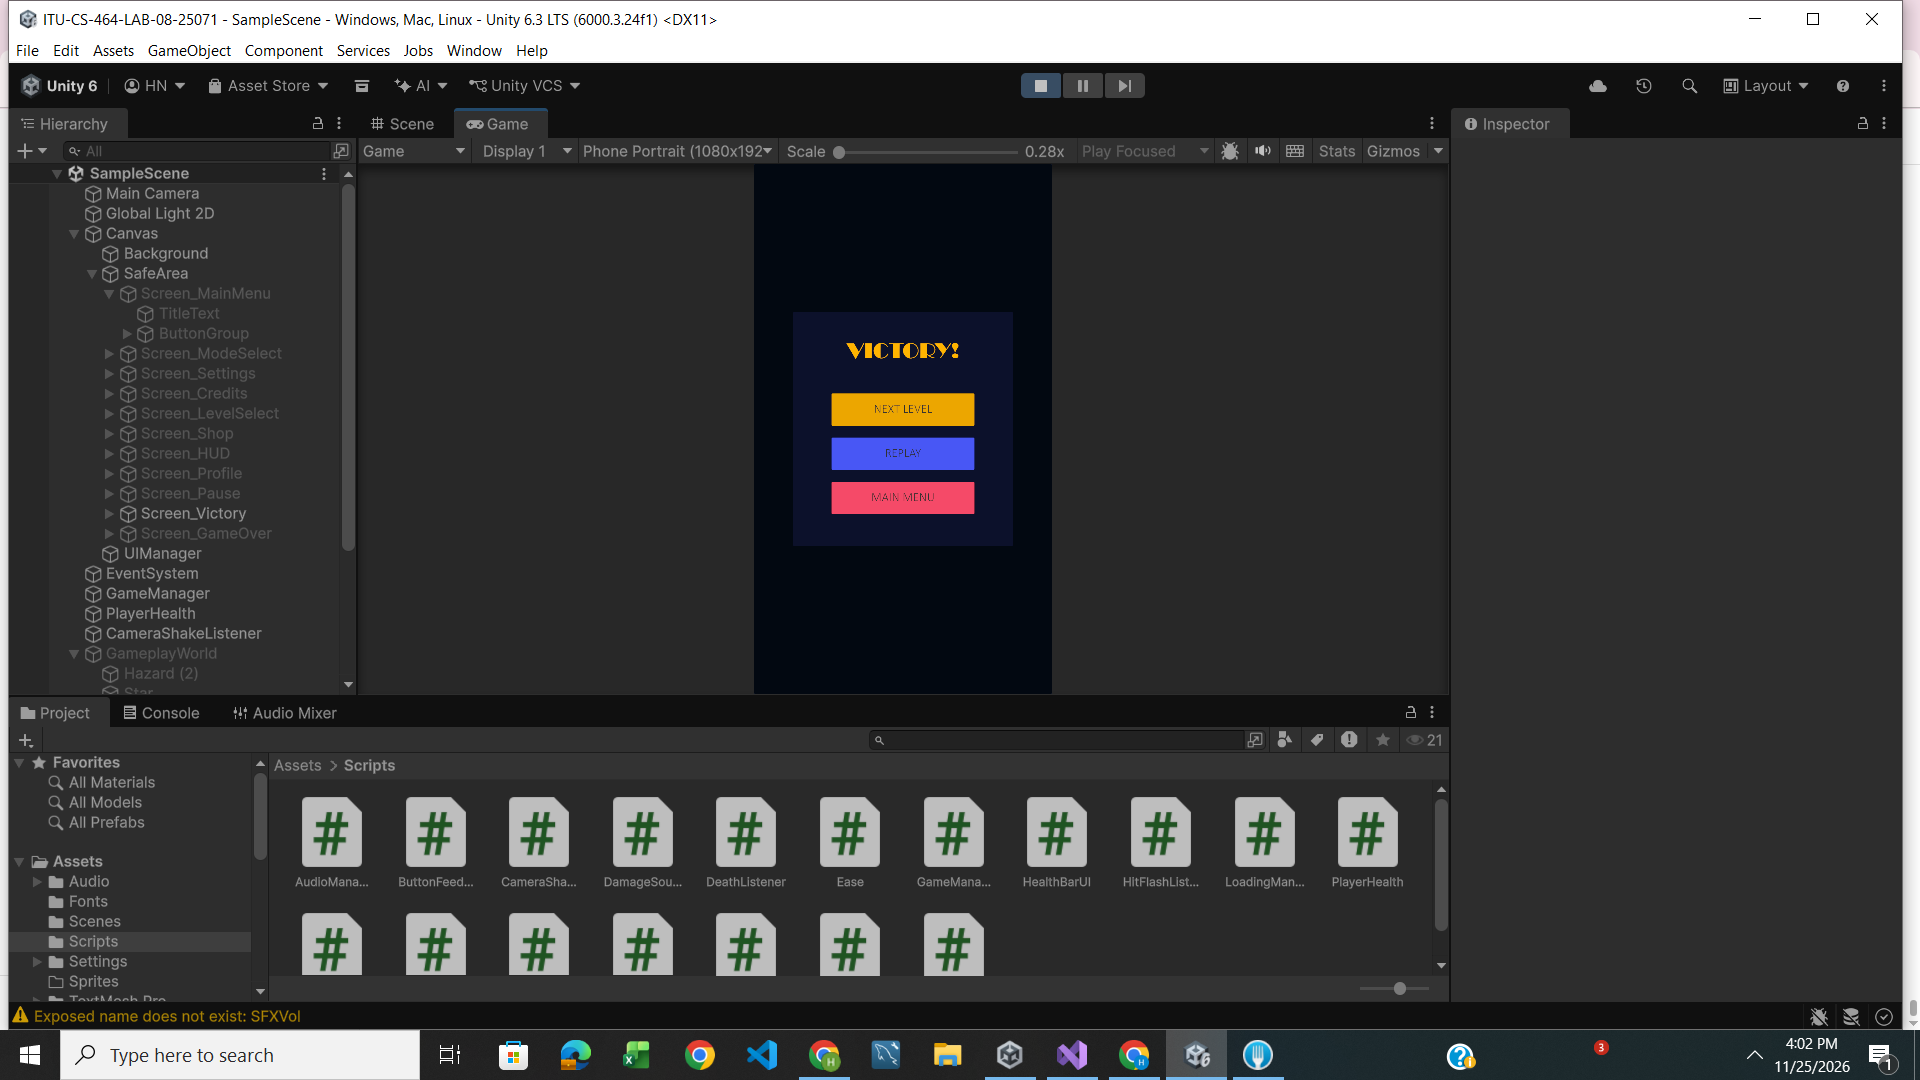 ITU-CS-464-LAB-08-25071 - SampleScene - Windows, Mac, Linux - Unity 6.3 LTS (6000.3.24f1) <DX11>
File Edit Assets GameObject Component Services Jobs Window Help
Unity 6 HN Asset Store AI Unity VCS Layout
Hierarchy
Scene Game
Inspector
All
Game Display 1 Phone Portrait (1080x192 Scale 0.28x Play Focused Stats Gizmos
SampleScene
Main Camera
Global Light 2D
Canvas
Background
SafeArea
Screen_MainMenu
TitleText
ButtonGroup
Screen_ModeSelect
Screen_Settings
Screen_Credits
Screen_LevelSelect
Screen_Shop
Screen_HUD
Screen_Profile
Screen_Pause
Screen_Victory
Screen_GameOver
UIManager
EventSystem
GameManager
PlayerHealth
CameraShakeListener
GameplayWorld
Hazard (2)
Star
VICTORY!
NEXT LEVEL
REPLAY
MAIN MENU
Project Console Audio Mixer
21
Favorites
All Materials
All Models
All Prefabs
Assets
Audio
Fonts
Scenes
Scripts
Settings
Sprites
TextMesh Pro
Assets > Scripts
AudioMana... ButtonFeed... CameraSha... DamageSou... DeathListener Ease GameMana... HealthBarUI HitFlashList... LoadingMan... PlayerHealth
Exposed name does not exist: SFXVol
Type here to search
3
4:02 PM
11/25/2026
1